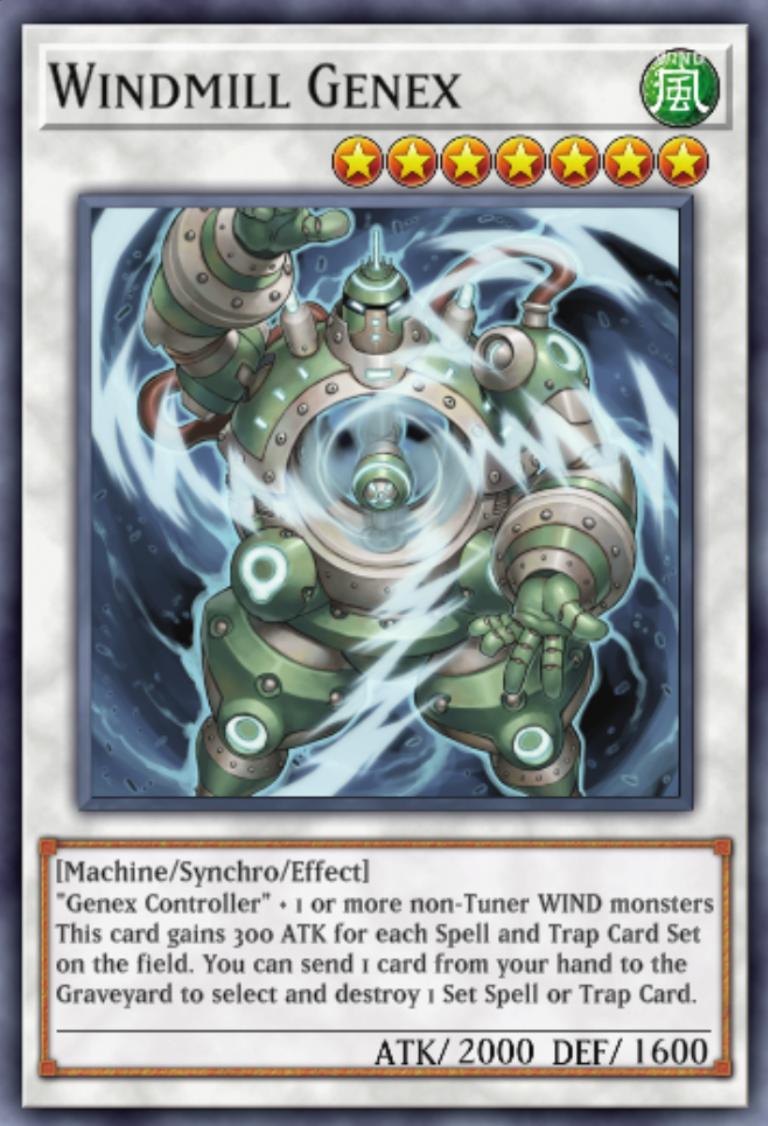 Windmill Genex
WIND
風
[Machine/Synchro/Effect]
"Genex Controller" + 1 or more non-Tuner WIND monsters
This card gains 300 ATK for each Spell and Trap Card Set
on the field. You can send 1 card from your hand to the
Graveyard to select and destroy 1 Set Spell or Trap Card.
ATK/ 2000 DEF/ 1600